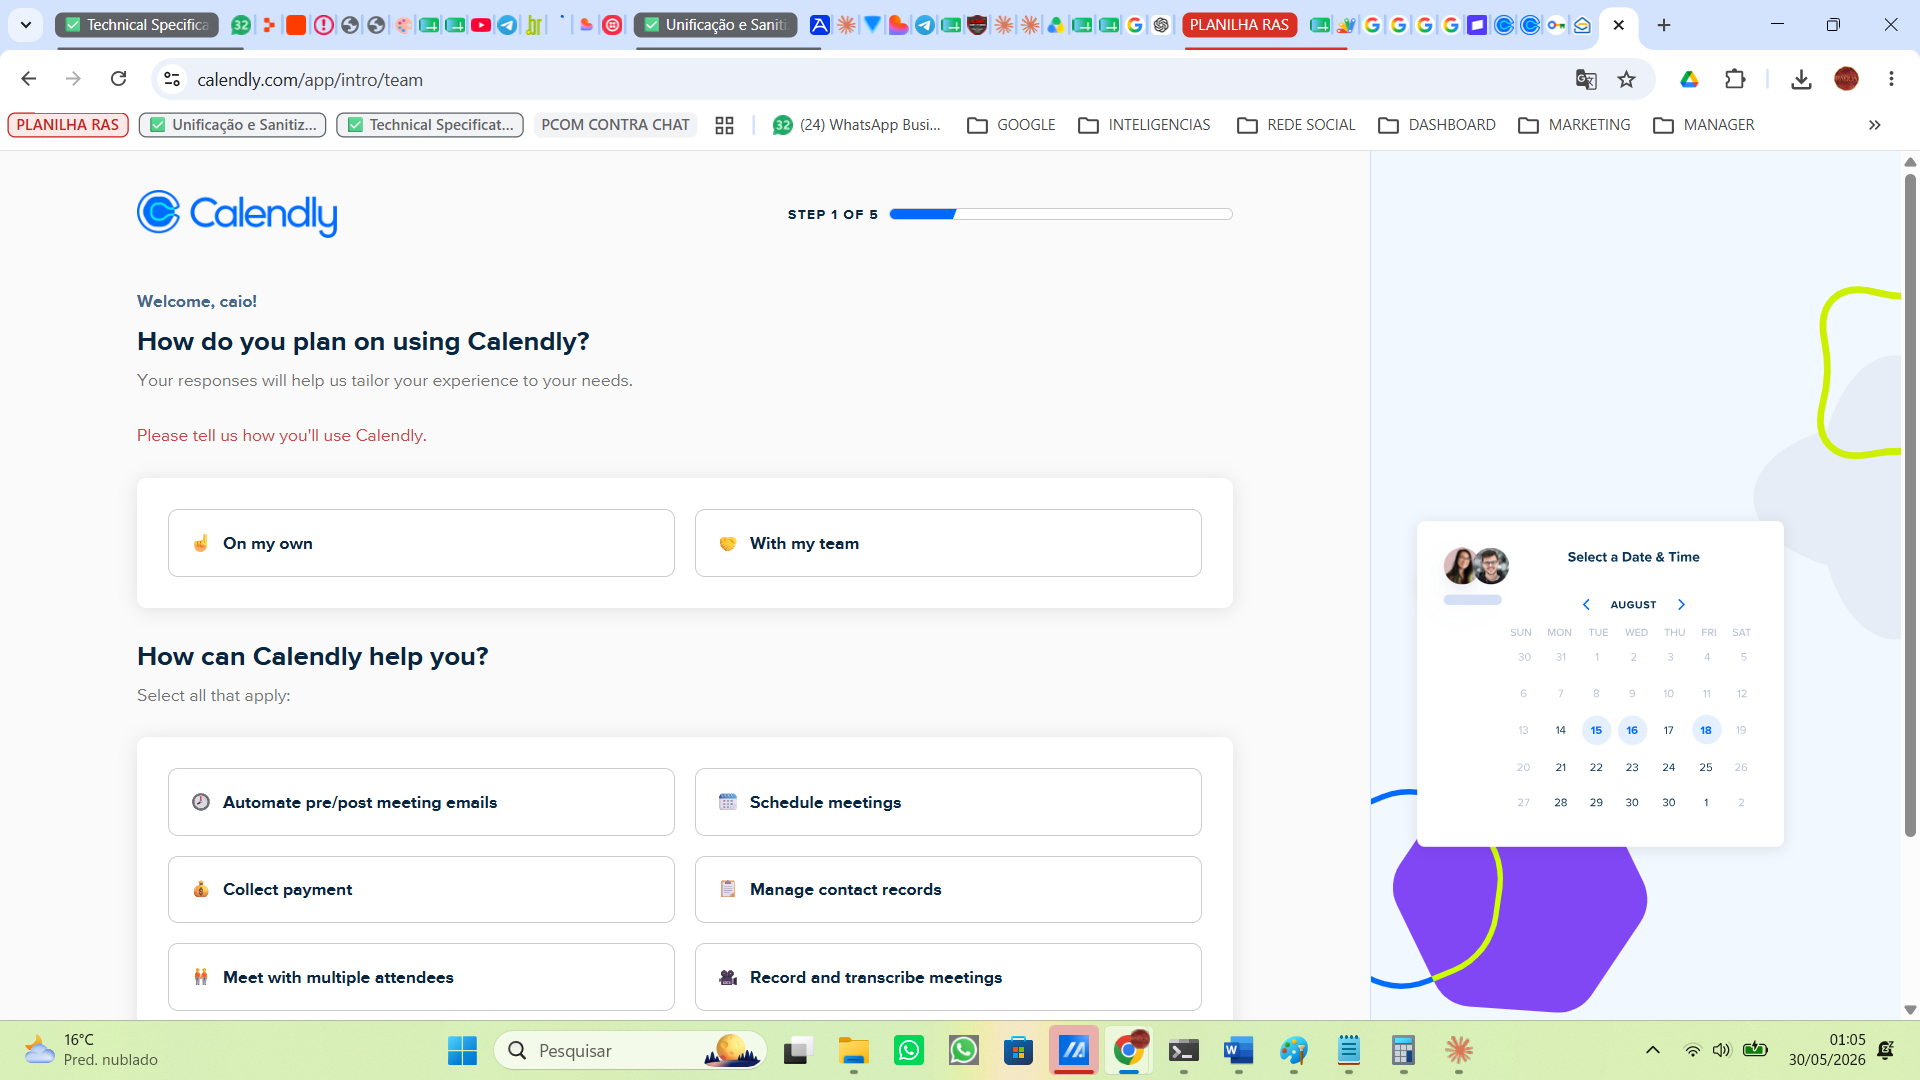 Technical Specifica
32
Unificação e Saniti
PLANILHA RAS
calendly.com/app/intro/team
PLANILHA RAS
Unificação e Sanitiz...
Technical Specificat...
PCOM CONTRA CHAT
32
(24) WhatsApp Busi...
GOOGLE
INTELIGENCIAS
REDE SOCIAL
DASHBOARD
MARKETING
MANAGER
Calendly
STEP 1 OF 5
Welcome, caio!
How do you plan on using Calendly?
Your responses will help us tailor your experience to your needs.
Please tell us how you'll use Calendly.
On my own
With my team
How can Calendly help you?
Select all that apply:
Automate pre/post meeting emails
Schedule meetings
Collect payment
Manage contact records
Meet with multiple attendees
Record and transcribe meetings
Select a Date & Time
AUGUST
SUN MON TUE WED THU FRI SAT
30 31 1 2 3 4 5
6 7 8 9 10 11 12
13 14 15 16 17 18 19
20 21 22 23 24 25 26
27 28 29 30 30 1 2
16°C
Pred. nublado
Pesquisar
01:05
30/05/2026